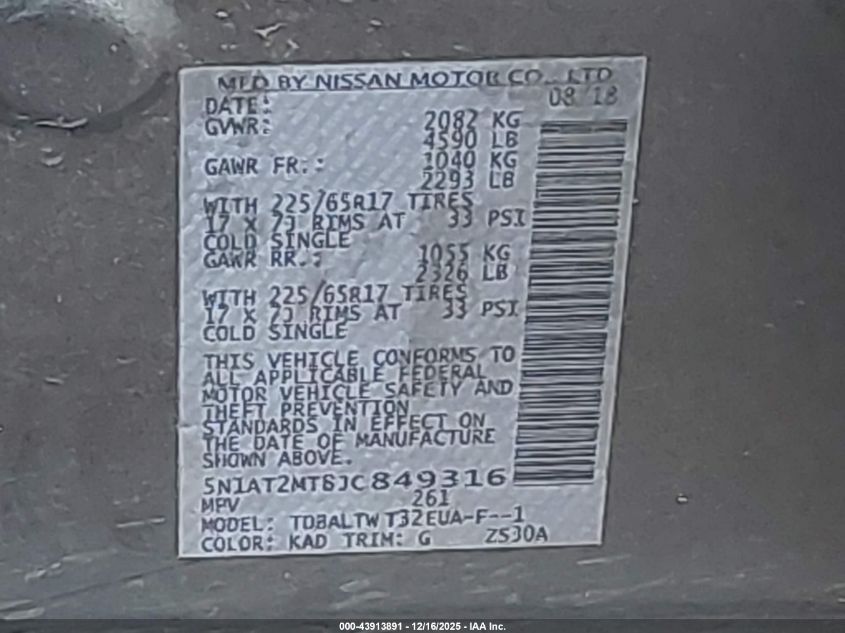 MFD BY NISSAN MOTOR CO., LTD
DATE: 08/18
GVWR: 2082 KG
4590 LB
GAWR FR.: 1040 KG
2293 LB
WITH 225/65R17 TIRES
17 X 7J RIMS AT 33 PSI
COLD SINGLE
GAWR RR.: 1055 KG
2326 LB
WITH 225/65R17 TIRES
17 X 7J RIMS AT 33 PSI
COLD SINGLE
THIS VEHICLE CONFORMS TO
ALL APPLICABLE FEDERAL
MOTOR VEHICLE SAFETY AND
THEFT PREVENTION
STANDARDS IN EFFECT ON
THE DATE OF MANUFACTURE
SHOWN ABOVE.
MPV 261
MODEL: TDBALTW T32EUA-F--1
COLOR: KAD TRIM: G ZS30A
000-43913891 - 12/16/2025 - IAA Inc.